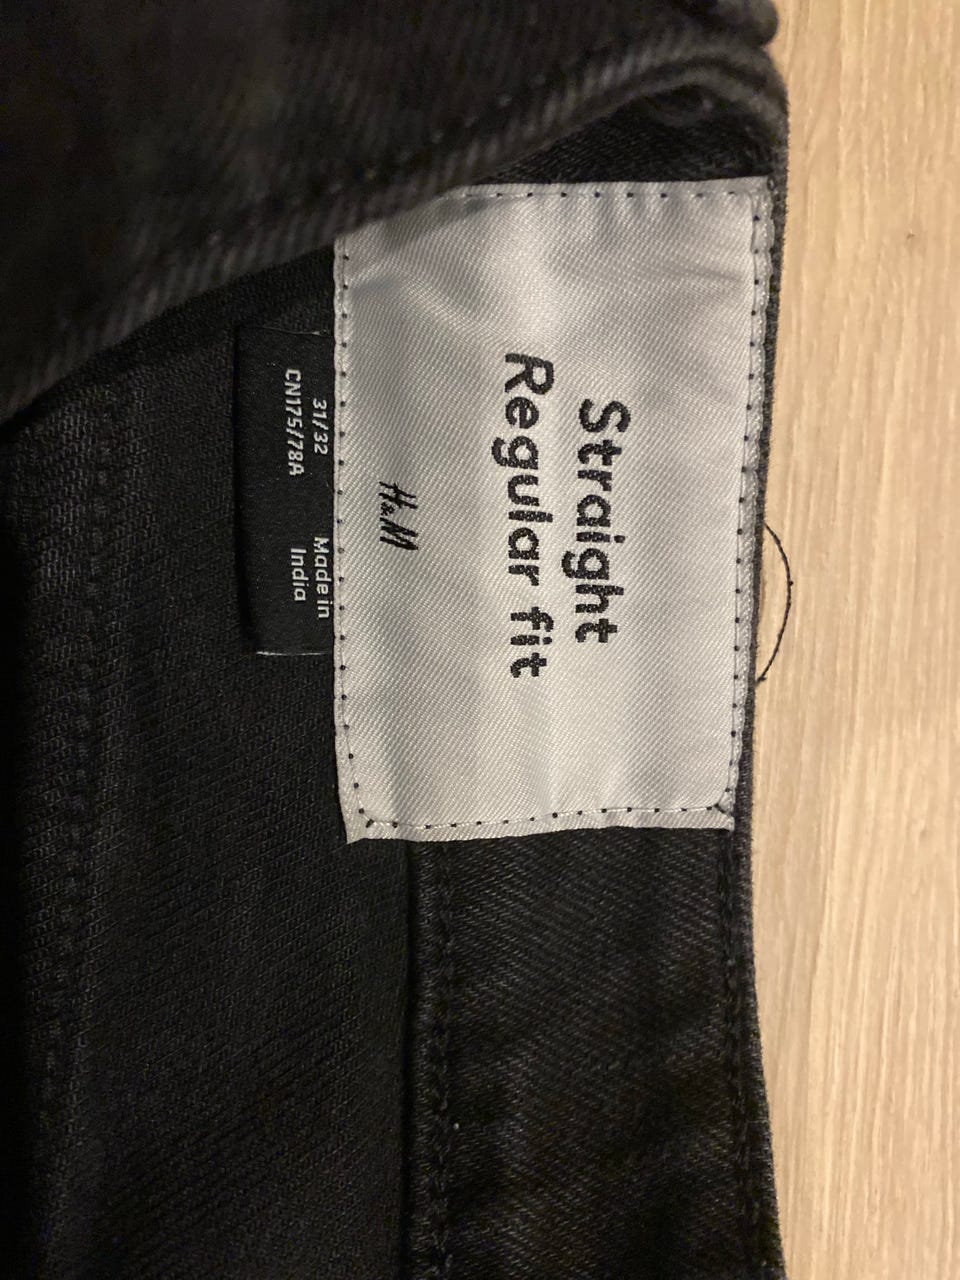 Straight
Regular fit
H&M
31/32
CN175/78A
Made in
India